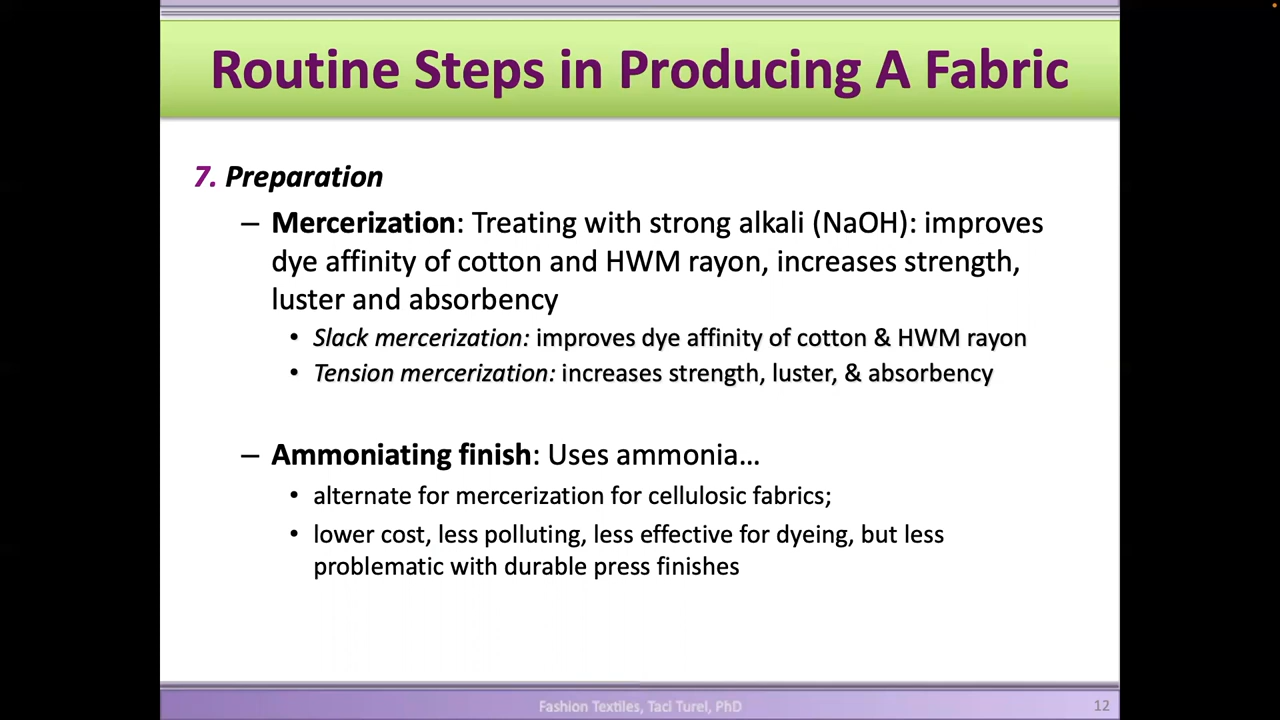 Routine Steps in Producing A Fabric
7. Preparation
– Mercerization: Treating with strong alkali (NaOH): improves
dye affinity of cotton and HWM rayon, increases strength,
luster and absorbency
• Slack mercerization: improves dye affinity of cotton & HWM rayon
• Tension mercerization: increases strength, luster, & absorbency
– Ammoniating finish: Uses ammonia…
• alternate for mercerization for cellulosic fabrics;
• lower cost, less polluting, less effective for dyeing, but less
problematic with durable press finishes
Fashion Textiles, Taci Turel, PhD
12